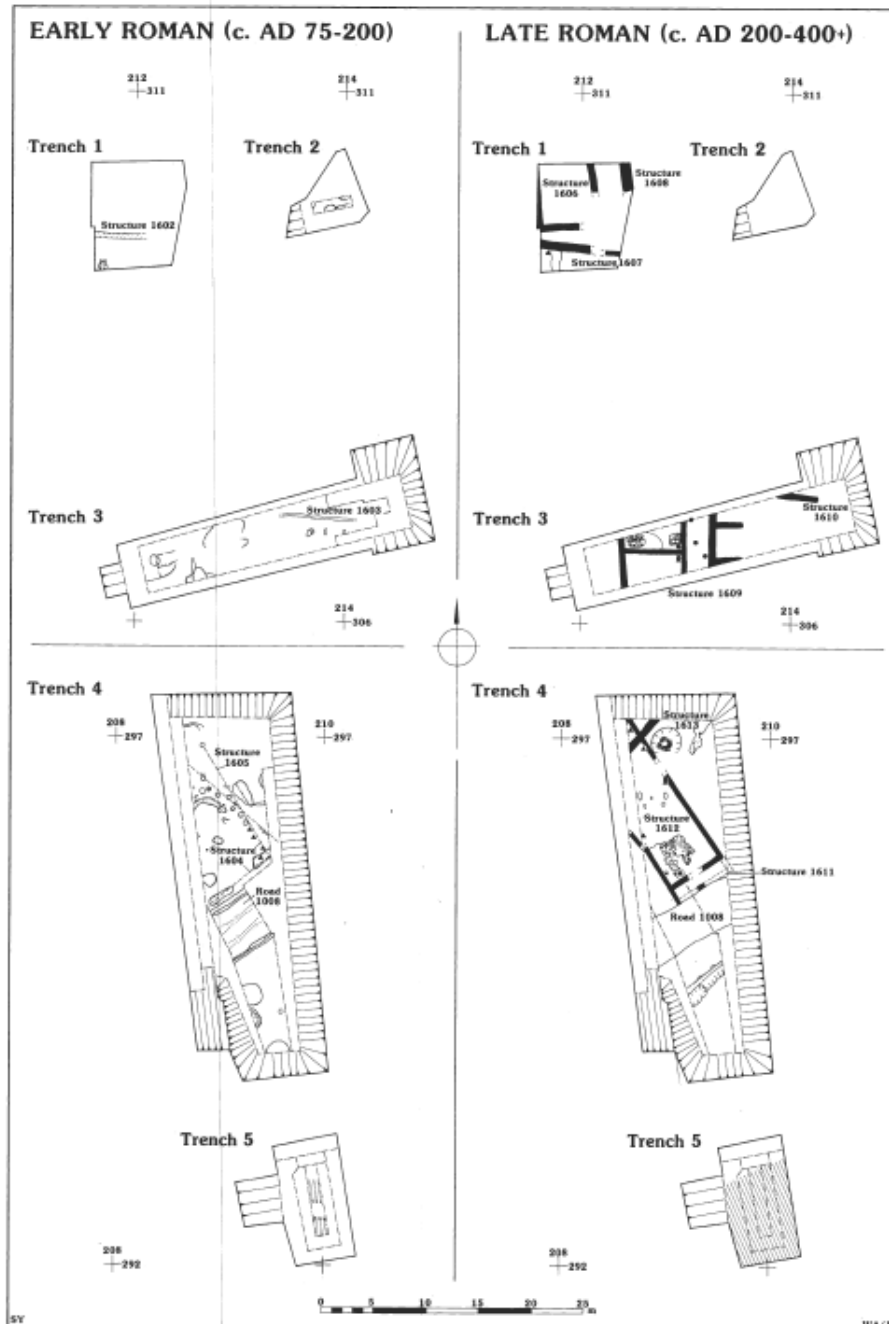 EARLY ROMAN (c. AD 75-200)
212
311
214
311
Trench 1
Trench 2
Structure 1602
Trench 3
Structure 1603
214
306
Trench 4
208
297
210
297
Structure
1605
Structure
1604
Road
1008
Trench 5
208
292
LATE ROMAN (c. AD 200-400+)
212
311
214
311
Trench 1
Trench 2
Structure
1606
Structure
1608
Structure 1607
Trench 3
Structure
1610
Structure 1609
214
306
Trench 4
208
297
210
297
Structure
1613
Structure
1612
Structure 1611
Road 1008
Trench 5
208
292
0 5 10 15 20 25
m
SY